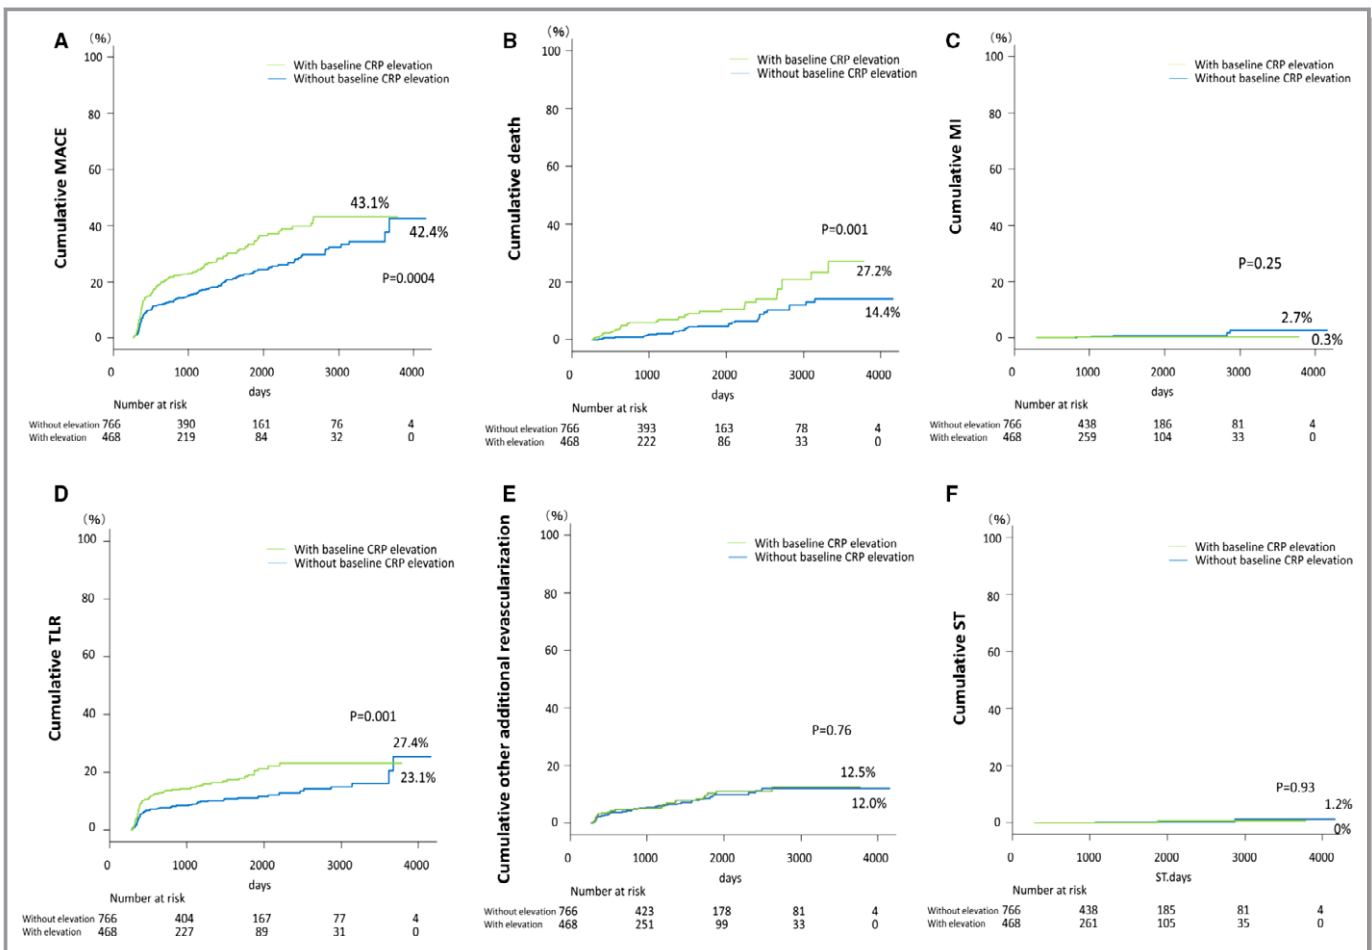 A
(%)
With baseline CRP elevation
Without baseline CRP elevation
100
80
60
40
20
0
Cumulative MACE
43.1%
42.4%
P=0.0004
0 1000 2000 3000 4000
days
Number at risk
Without elevation 766 390 161 76 4
With elevation 468 219 84 32 0
B
(%)
With baseline CRP elevation
Without baseline CRP elevation
100
80
60
40
20
0
Cumulative death
P=0.001
27.2%
14.4%
0 1000 2000 3000 4000
days
Number at risk
Without elevation 766 393 163 78 4
With elevation 468 222 86 33 0
C
(%)
With baseline CRP elevation
Without baseline CRP elevation
100
80
60
40
20
0
Cumulative MI
P=0.25
2.7%
0.3%
0 1000 2000 3000 4000
days
Number at risk
Without elevation 766 438 186 81 4
With elevation 468 259 104 33 0
D
(%)
With baseline CRP elevation
Without baseline CRP elevation
100
80
60
40
20
0
Cumulative TLR
P=0.001
27.4%
23.1%
0 1000 2000 3000 4000
days
Number at risk
Without elevation 766 404 167 77 4
With elevation 468 227 89 31 0
E
(%)
With baseline CRP elevation
Without baseline CRP elevation
100
80
60
40
20
0
Cumulative other additional revascularization
P=0.76
12.5%
12.0%
0 1000 2000 3000 4000
days
Number at risk
Without elevation 766 423 178 81 4
With elevation 468 251 99 33 0
F
(%)
With baseline CRP elevation
Without baseline CRP elevation
100
80
60
40
20
0
Cumulative ST
P=0.93
1.2%
0%
0 1000 2000 3000 4000
ST.days
Number at risk
Without elevation 766 438 185 81 4
With elevation 468 261 105 35 0